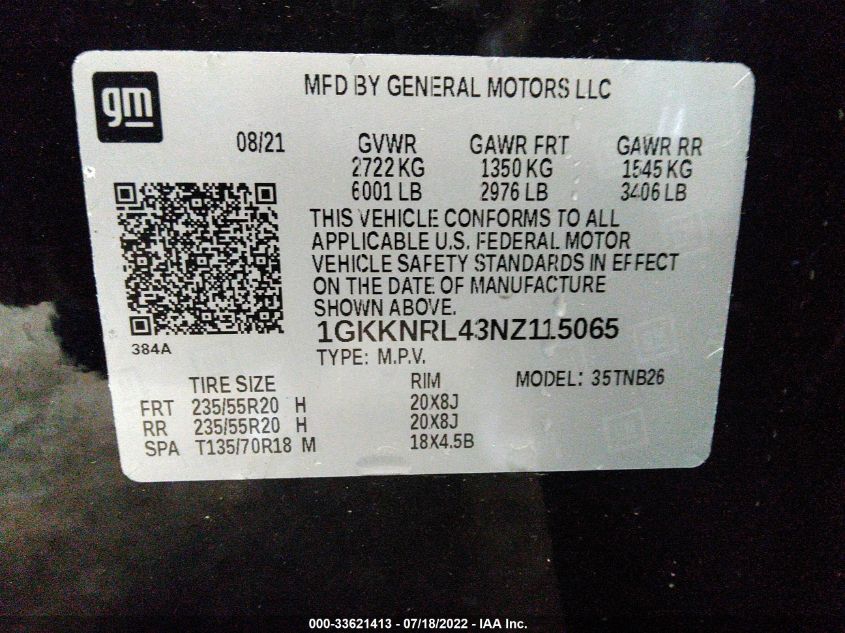 gm
MFD BY GENERAL MOTORS LLC
08/21 GVWR GAWR FRT GAWR RR
2722 KG 1350 KG 1545 KG
6001 LB 2976 LB 3406 LB
THIS VEHICLE CONFORMS TO ALL
APPLICABLE U.S. FEDERAL MOTOR
VEHICLE SAFETY STANDARDS IN EFFECT
ON THE DATE OF MANUFACTURE
SHOWN ABOVE.
384A
1GKKNRL43NZ115065
TYPE: M.P.V.
TIRE SIZE RIM MODEL: 35TNB26
FRT 235/55R20 H 20X8J
RR 235/55R20 H 20X8J
SPA T135/70R18 M 18X4.5B
000-33621413 - 07/18/2022 - IAA Inc.